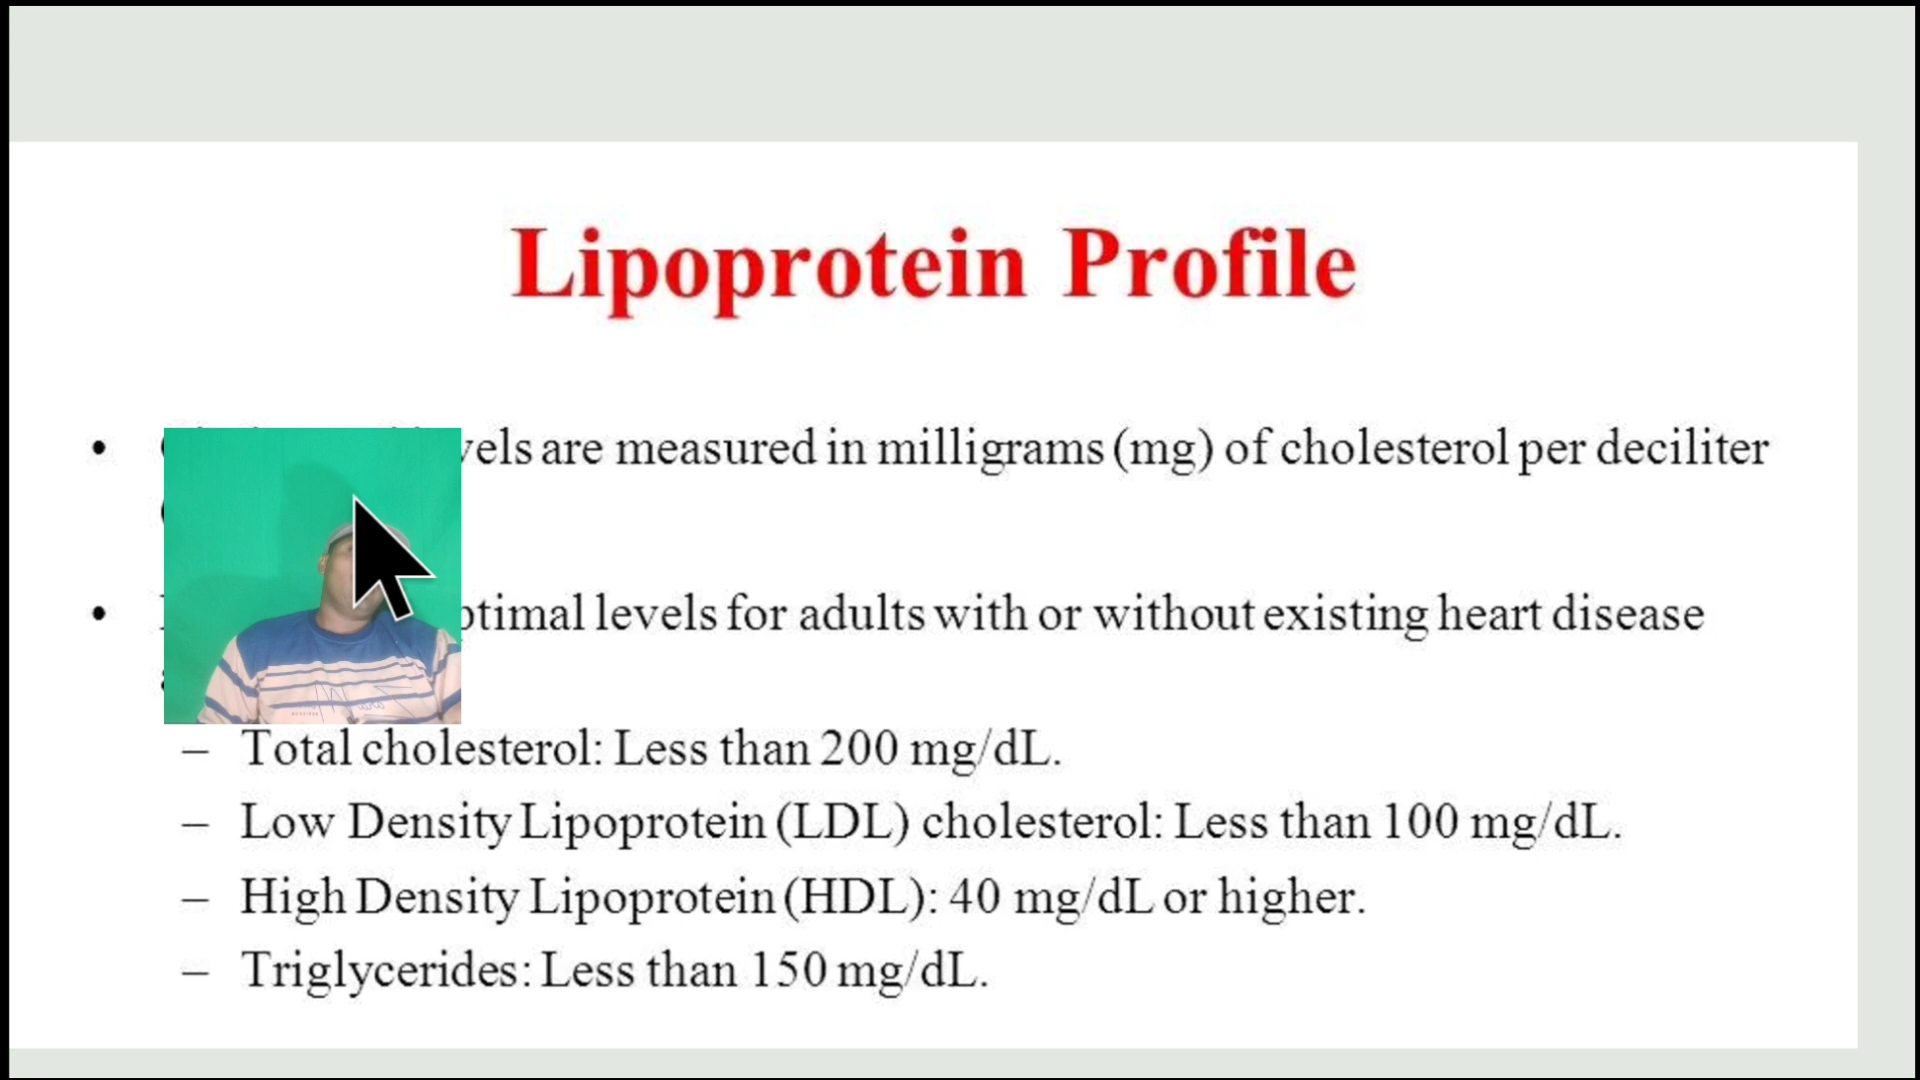 Lipoprotein Profile
• levels are measured in milligrams (mg) of cholesterol per deciliter
• optimal levels for adults with or without existing heart disease
– Total cholesterol: Less than 200 mg/dL.
– Low Density Lipoprotein (LDL) cholesterol: Less than 100 mg/dL.
– High Density Lipoprotein (HDL): 40 mg/dL or higher.
– Triglycerides: Less than 150 mg/dL.